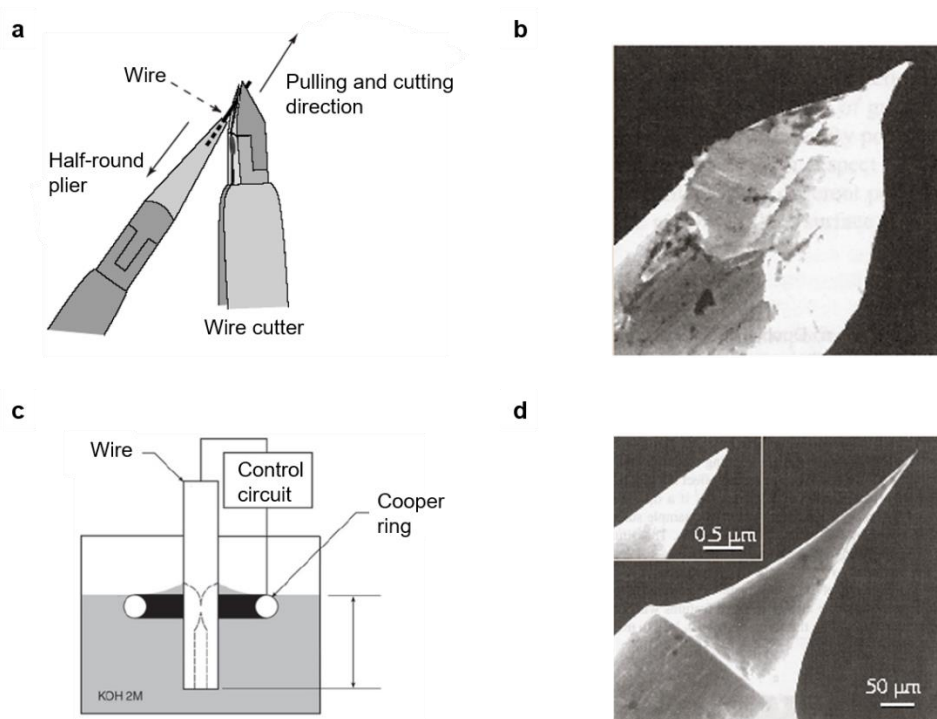 a
Wire
Pulling and cutting
direction
Half-round
plier
Wire cutter
b
c
Wire
Control
circuit
Cooper
ring
KOH 2M
d
0.5 µm
50 µm